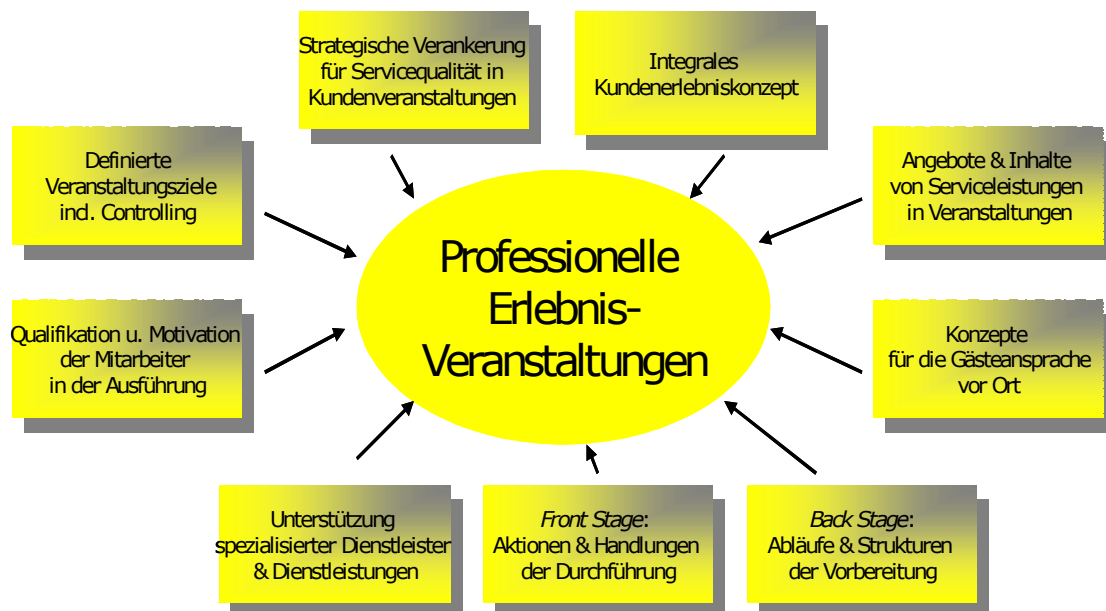 Strategische Verankerung
für Servicequalität in
Kundenveranstaltungen
Integrales
Kundenerlebniskonzept
Definierte
Veranstaltungsziele
incl. Controlling
Angebote & Inhalte
von Serviceleistungen
in Veranstaltungen
Professionelle
Erlebnis-
Veranstaltungen
Qualifikation u. Motivation
der Mitarbeiter
in der Ausführung
Konzepte
für die Gästeansprache
vor Ort
Unterstützung
spezialisierter Dienstleister
& Dienstleistungen
Front Stage:
Aktionen & Handlungen
der Durchführung
Back Stage:
Abläufe & Strukturen
der Vorbereitung